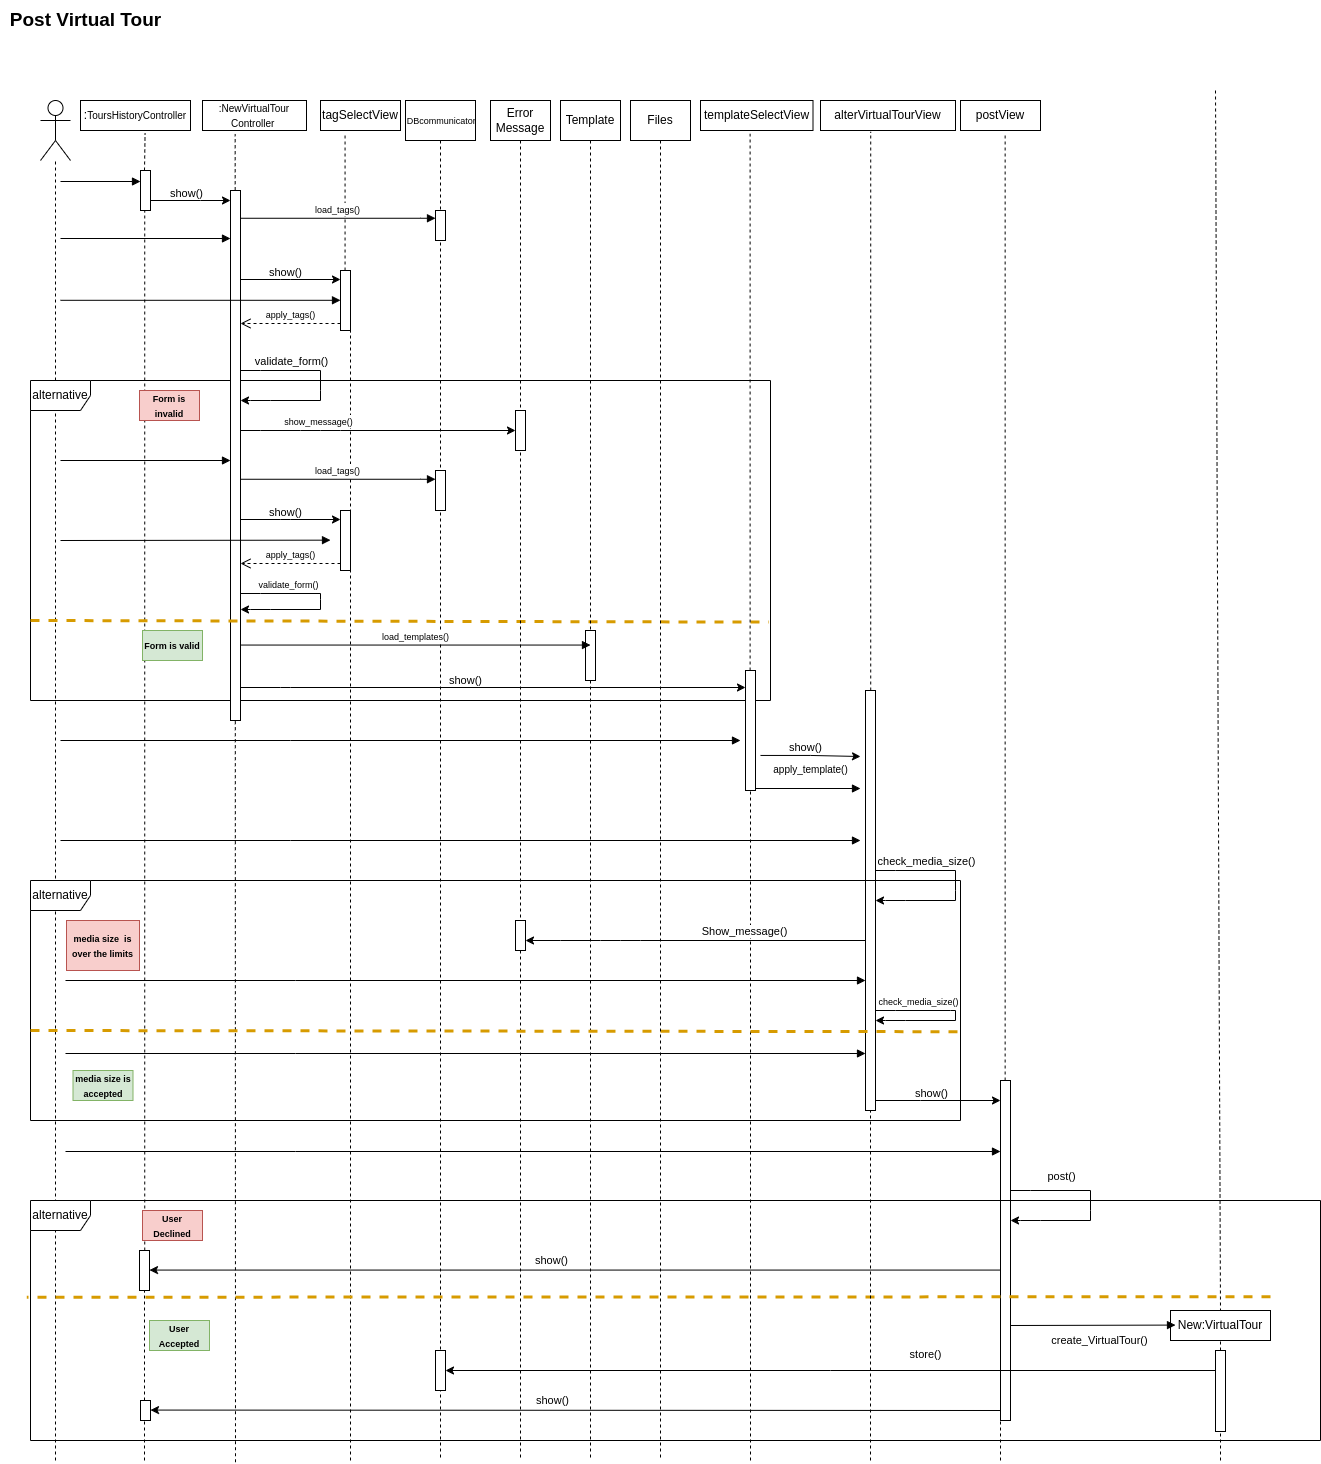 Post Virtual Tour
:ToursHistoryController
:NewVirtualTour
Controller
tagSelectView
DBcommunicator
Error
Message
Template
Files
templateSelectView
alterVirtualTourView
postView
show()
load_tags()
show()
apply_tags()
validate_form()
alternative
Form is
invalid
show_message()
load_tags()
show()
apply_tags()
validate_form()
Form is valid
load_templates()
show()
show()
apply_template()
check_media_size()
alternative
media size is
over the limits
Show_message()
check_media_size()
media size is
accepted
show()
post()
alternative
User
Declined
show()
User
Accepted
New:VirtualTour
create_VirtualTour()
store()
show()